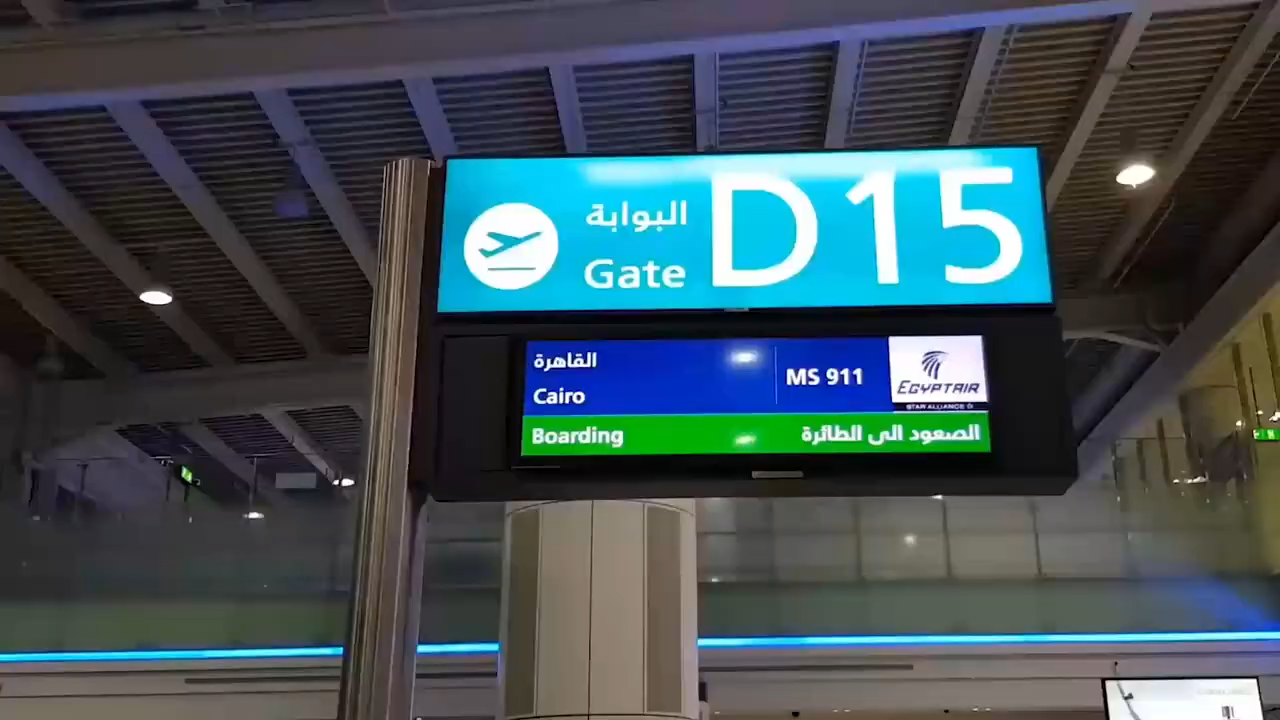 البوابة
Gate
D15
القاهرة
Cairo
MS 911
EGYPTAIR
STAR ALLIANCE
Boarding
الصعود الى الطائرة